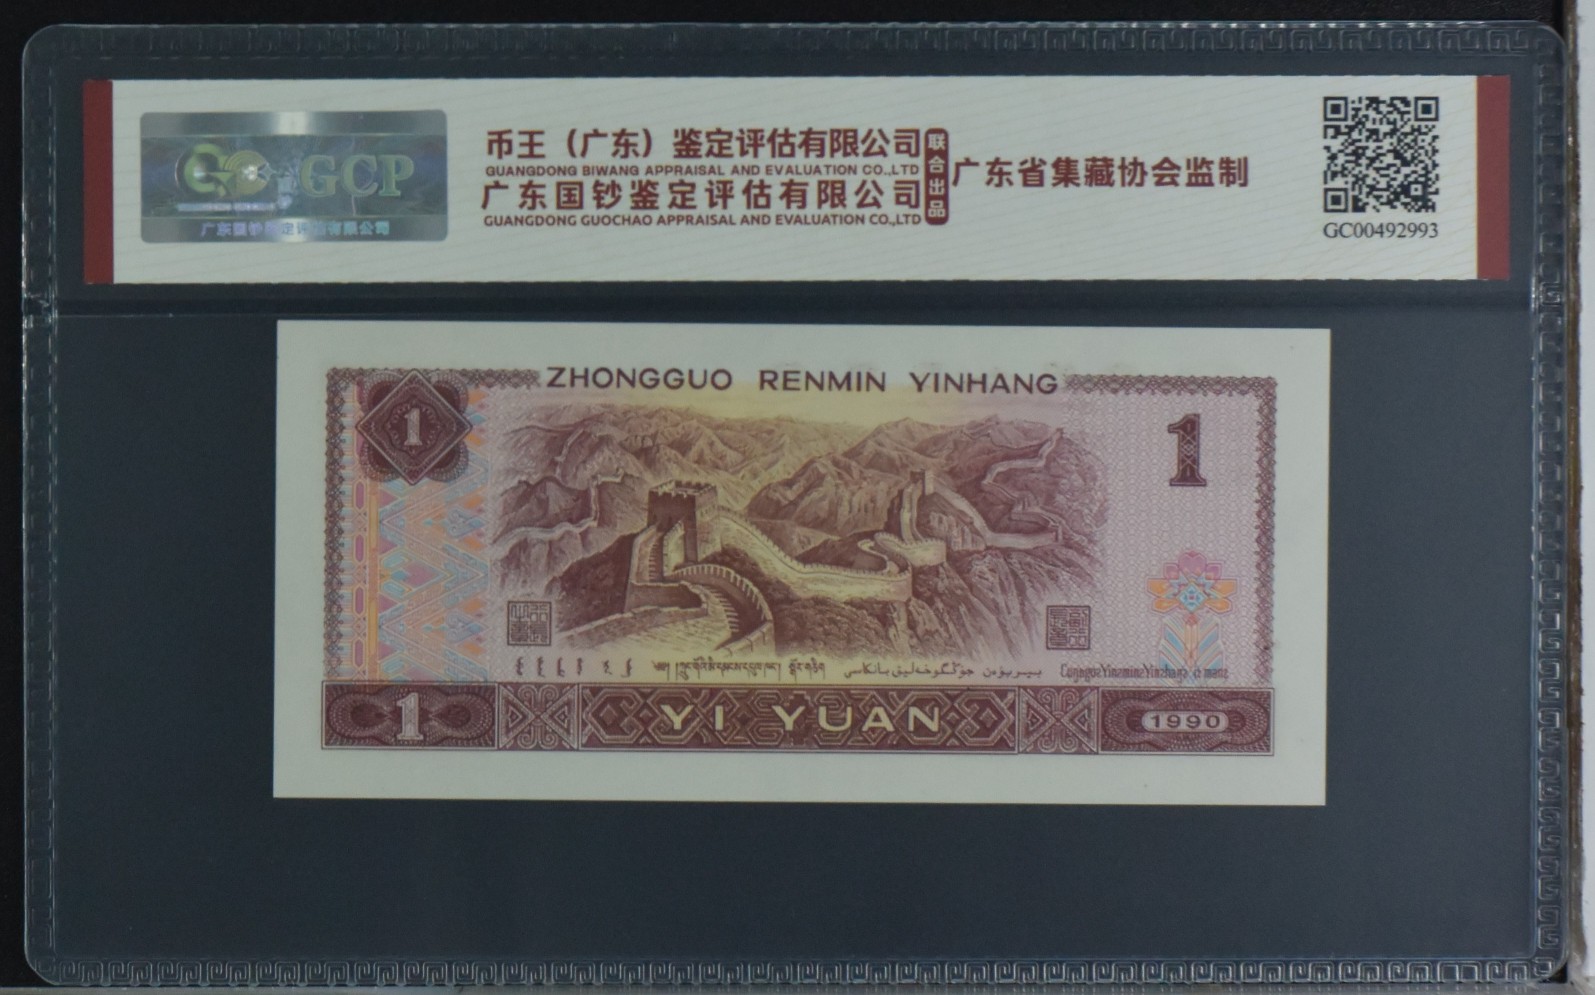 GCP
广东国钞鉴定评估有限公司
币王（广东）鉴定评估有限公司
GUANGDONG BIWANG APPRAISAL AND EVALUATION CO.,LTD
广东国钞鉴定评估有限公司
GUANGDONG GUOCHAO APPRAISAL AND EVALUATION CO.,LTD
联合出品
广东省集藏协会监制
GC00492993
ZHONGGUO RENMIN YINHANG
1
1
1
YI YUAN
1990